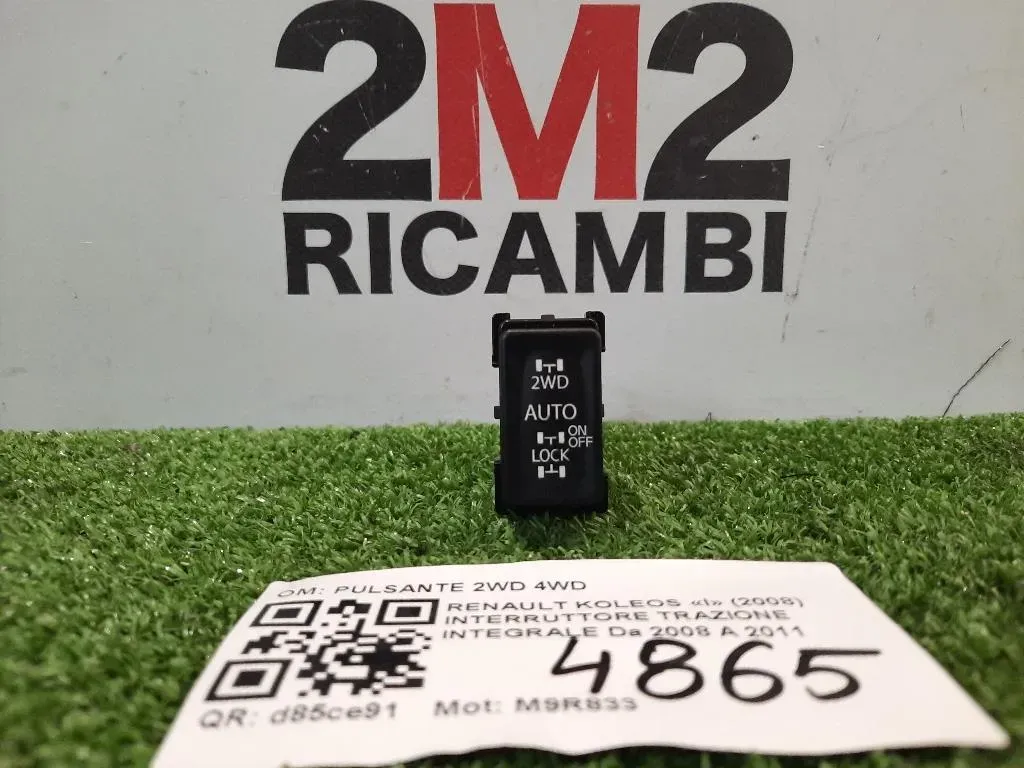 2M2
RICAMBI
2WD
AUTO
ON
OFF
LOCK
OM: PULSANTE 2WD 4WD
RENAULT KOLEOS «I» (2008)
INTERRUTTORE TRAZIONE
INTEGRALE Da 2008 A 2011
4865
QR: d85ce91 Mot: M9R833